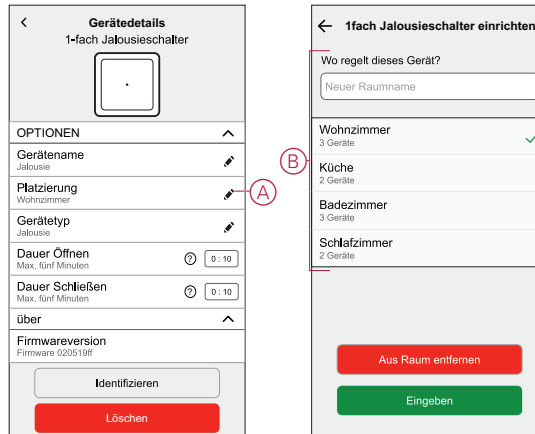 Gerätedetails
1-fach Jalousieschalter
OPTIONEN
Gerätename
Jalousie
Platzierung
Wohnzimmer
A
Gerätetyp
Jalousie
Dauer Öffnen
Max. fünf Minuten
? 0 : 10
Dauer Schließen
Max. fünf Minuten
? 0 : 10
über
Firmwareversion
Firmware 020519ff
Identifizieren
Löschen
1fach Jalousieschalter einrichten
Wo regelt dieses Gerät?
Neuer Raumname
B
Wohnzimmer
3 Geräte
Küche
2 Geräte
Badezimmer
3 Geräte
Schlafzimmer
2 Geräte
Aus Raum entfernen
Eingeben